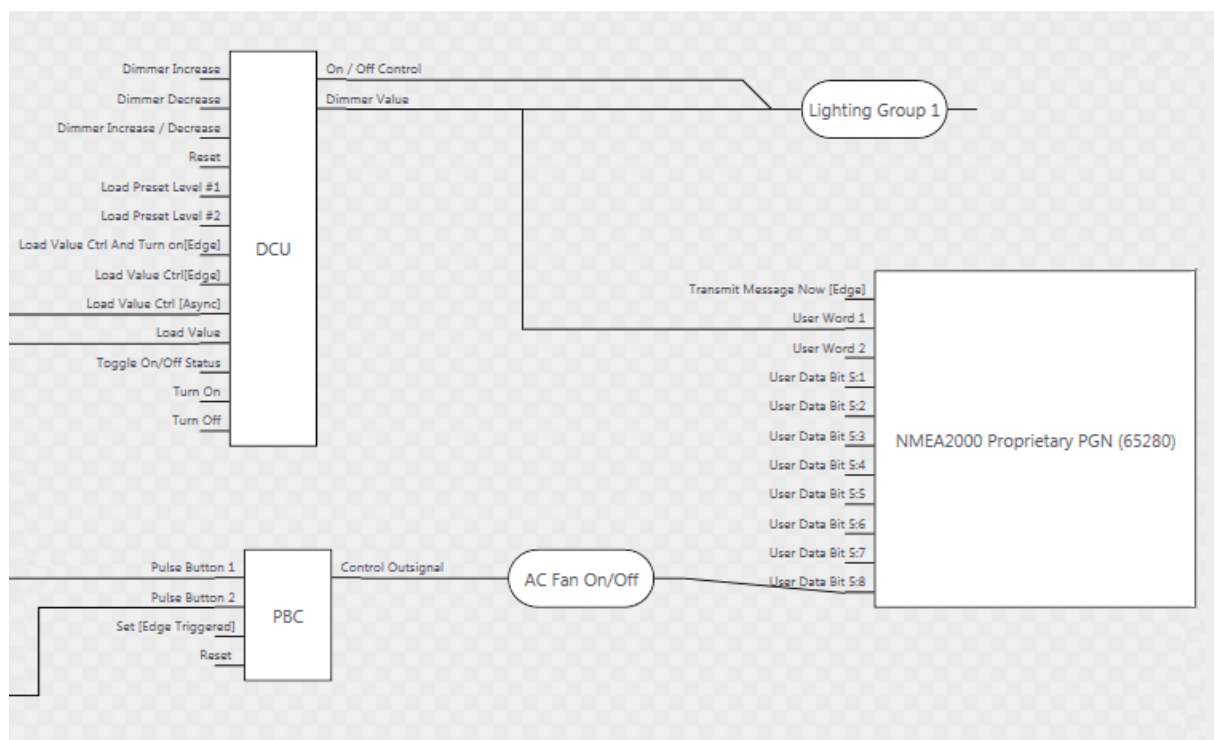 Dimmer Increase
Dimmer Decrease
Dimmer Increase / Decrease
Reset
Load Preset Level #1
Load Preset Level #2
Load Value Ctrl And Turn on[Edge]
Load Value Ctrl[Edge]
Load Value Ctrl [Async]
Load Value
Toggle On/Off Status
Turn On
Turn Off
DCU
On / Off Control
Dimmer Value
Lighting Group 1
Transmit Message Now [Edge]
User Word 1
User Word 2
User Data Bit 5:1
User Data Bit 5:2
User Data Bit 5:3
User Data Bit 5:4
User Data Bit 5:5
User Data Bit 5:6
User Data Bit 5:7
User Data Bit 5:8
NMEA2000 Proprietary PGN (65280)
Pulse Button 1
Pulse Button 2
Set [Edge Triggered]
Reset
PBC
Control Outsignal
AC Fan On/Off